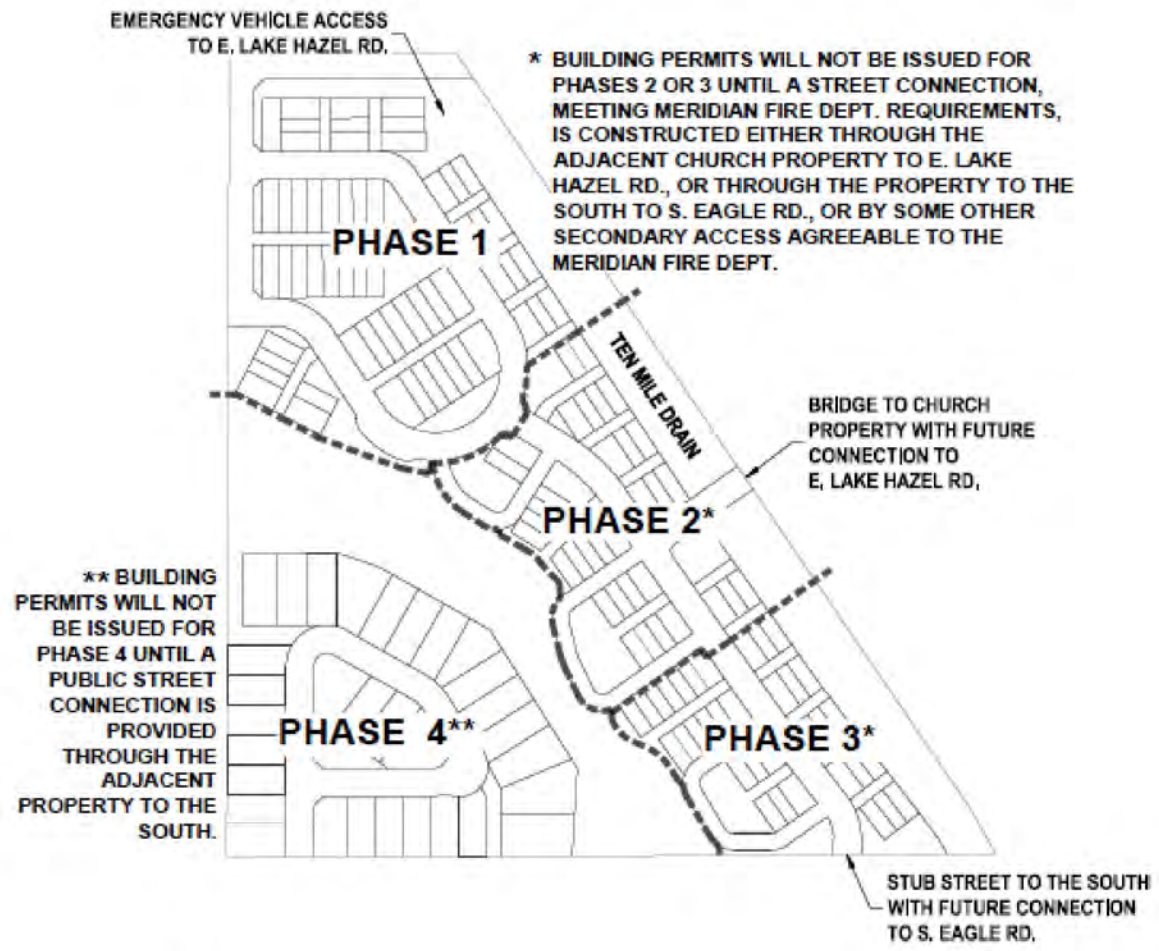 EMERGENCY VEHICLE ACCESS
TO E. LAKE HAZEL RD.
* BUILDING PERMITS WILL NOT BE ISSUED FOR
PHASES 2 OR 3 UNTIL A STREET CONNECTION,
MEETING MERIDIAN FIRE DEPT. REQUIREMENTS,
IS CONSTRUCTED EITHER THROUGH THE
ADJACENT CHURCH PROPERTY TO E. LAKE
HAZEL RD., OR THROUGH THE PROPERTY TO THE
SOUTH TO S. EAGLE RD., OR BY SOME OTHER
SECONDARY ACCESS AGREEABLE TO THE
MERIDIAN FIRE DEPT.
PHASE 1
TEN MILE DRAIN
BRIDGE TO CHURCH
PROPERTY WITH FUTURE
CONNECTION TO
E. LAKE HAZEL RD.
PHASE 2*
** BUILDING
PERMITS WILL NOT
BE ISSUED FOR
PHASE 4 UNTIL A
PUBLIC STREET
CONNECTION IS
PROVIDED
THROUGH THE
ADJACENT
PROPERTY TO THE
SOUTH.
PHASE 4**
PHASE 3*
STUB STREET TO THE SOUTH
WITH FUTURE CONNECTION
TO S. EAGLE RD.